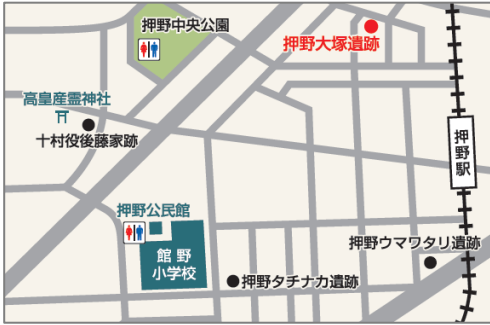 押野中央公園
押野大塚遺跡
高皇産霊神社
十村役後藤家跡
押野駅
押野公民館
館野
小学校
押野ウマワタリ遺跡
押野タチナカ遺跡